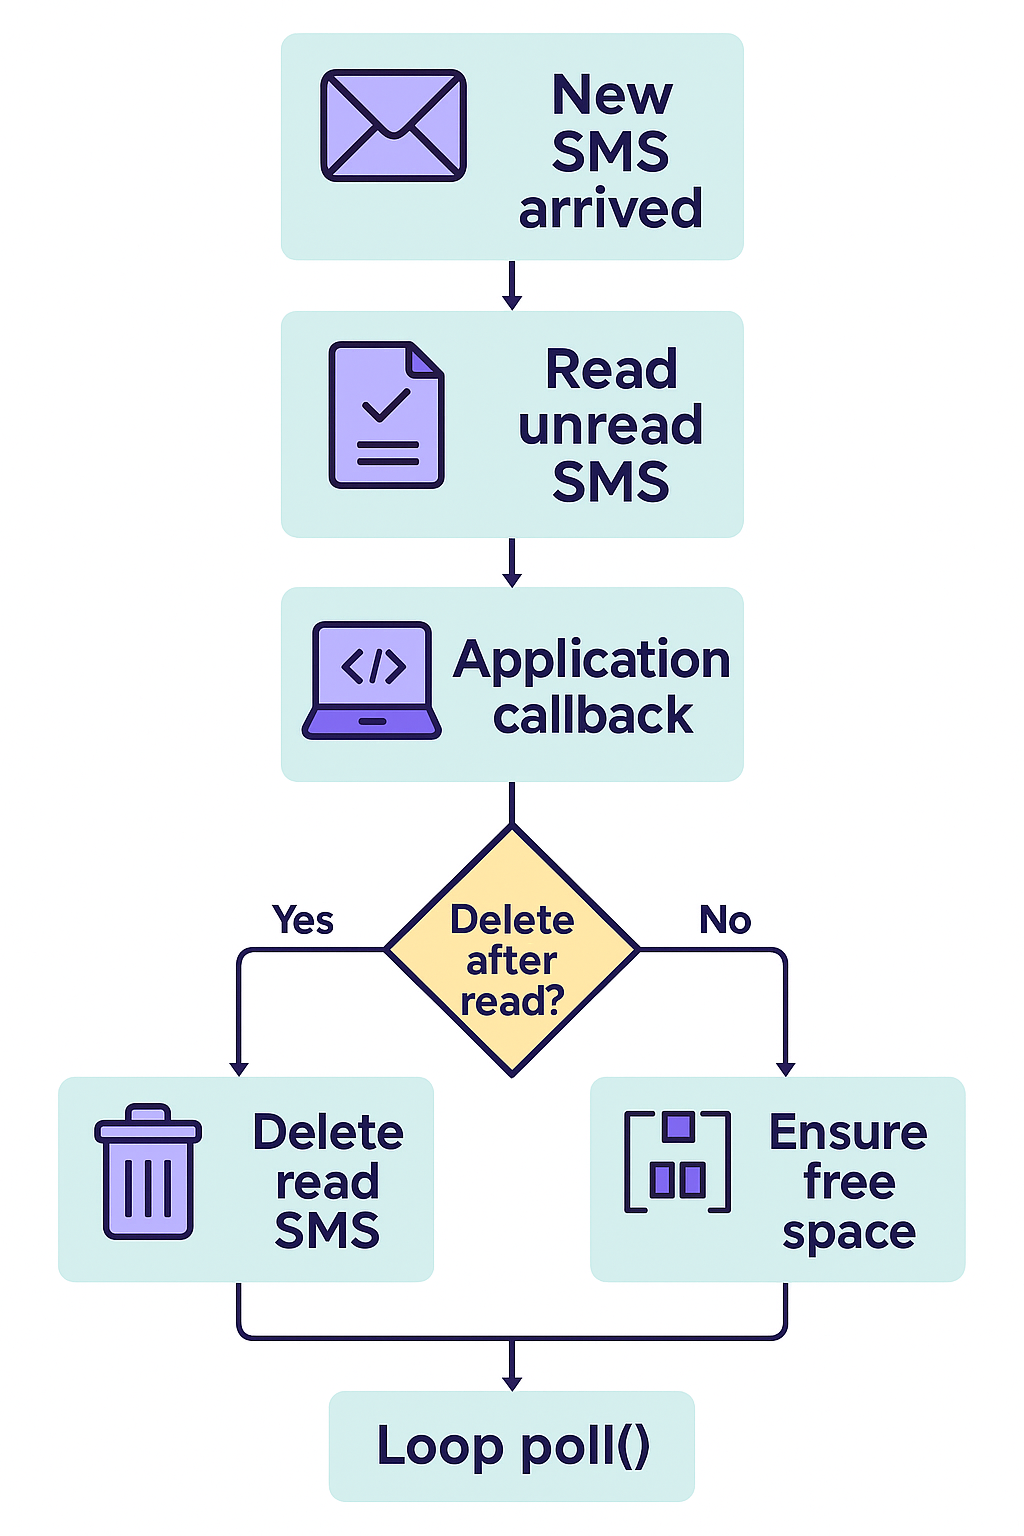 New
SMS
arrived
Read
unread
SMS
</>
Application
callback
Delete
after
read?
Yes
No
Delete
read
SMS
Ensure
free
space
Loop poll()